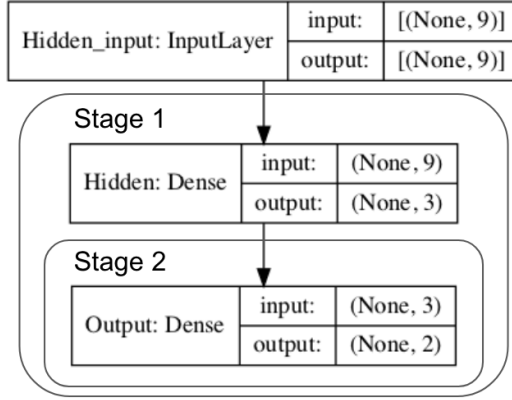 Hidden_input: InputLayer
input:
[(None, 9)]
output:
[(None, 9)]
Stage 1
Hidden: Dense
input:
(None, 9)
output:
(None, 3)
Stage 2
Output: Dense
input:
(None, 3)
output:
(None, 2)